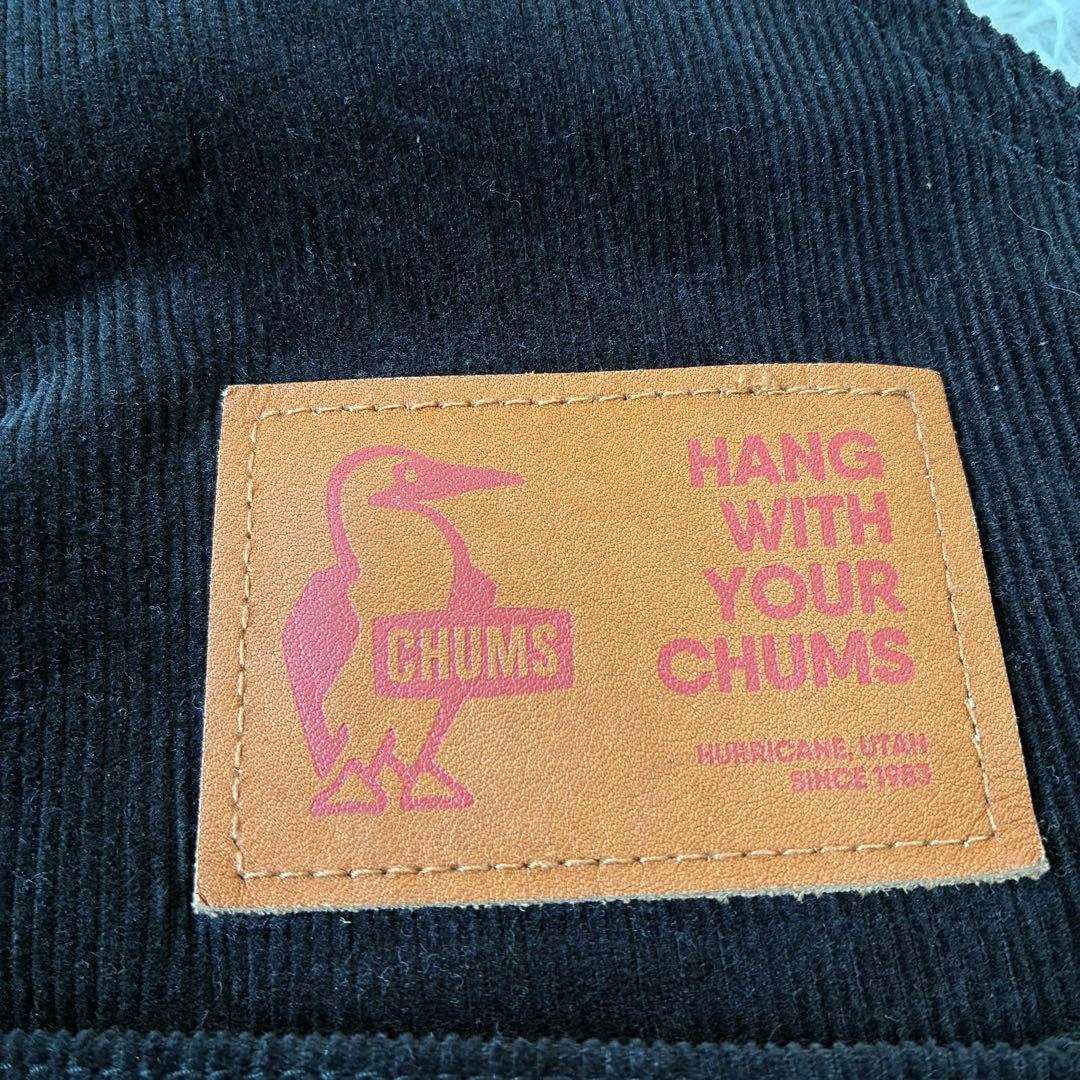 CHUMS
HANG
WITH
YOUR
CHUMS
HURRICANE, UTAH
SINCE 1983